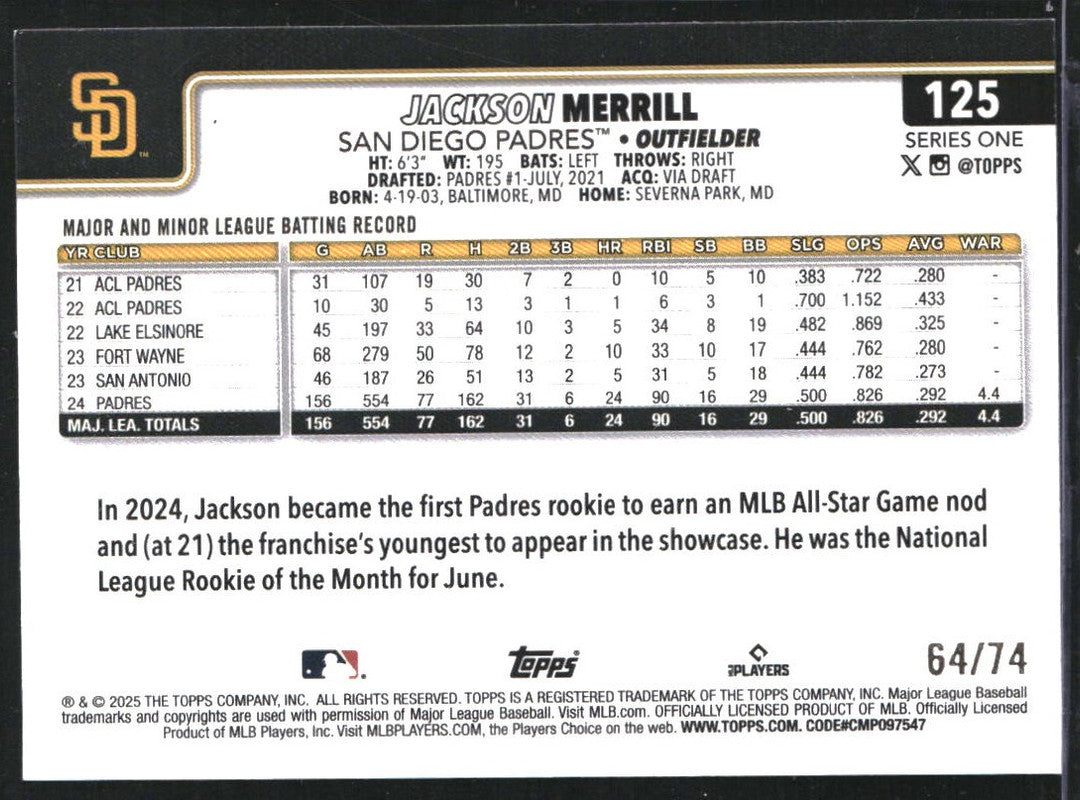 SD
TM
125
JACKSON MERRILL
SERIES ONE
SAN DIEGO PADRES™ • OUTFIELDER
@TOPPS
HT: 6'3" WT: 195 BATS: LEFT THROWS: RIGHT
DRAFTED: PADRES #1-JULY, 2021 ACQ: VIA DRAFT
BORN: 4-19-03, BALTIMORE, MD HOME: SEVERNA PARK, MD
MAJOR AND MINOR LEAGUE BATTING RECORD
YR CLUB G AB R H 2B 3B HR RBI SB BB SLG OPS AVG WAR
21 ACL PADRES 31 107 19 30 7 2 0 10 5 10 .383 .722 .280 -
22 ACL PADRES 10 30 5 13 3 1 1 6 3 1 .700 1.152 .433 -
22 LAKE ELSINORE 45 197 33 64 10 3 5 34 8 19 .482 .869 .325 -
23 FORT WAYNE 68 279 50 78 12 2 10 33 10 17 .444 .762 .280 -
23 SAN ANTONIO 46 187 26 51 13 2 5 31 5 18 .444 .782 .273 -
24 PADRES 156 554 77 162 31 6 24 90 16 29 .500 .826 .292 4.4
MAJ. LEA. TOTALS 156 554 77 162 31 6 24 90 16 29 .500 .826 .292 4.4
In 2024, Jackson became the first Padres rookie to earn an MLB All-Star Game nod
and (at 21) the franchise's youngest to appear in the showcase. He was the National
League Rookie of the Month for June.
topps
MLBPLAYERS
64/74
® & © 2025 THE TOPPS COMPANY, INC. ALL RIGHTS RESERVED. TOPPS IS A REGISTERED TRADEMARK OF THE TOPPS COMPANY, INC. Major League Baseball
trademarks and copyrights are used with permission of Major League Baseball. Visit MLB.com. OFFICIALLY LICENSED PRODUCT OF MLB. Officially Licensed
Product of MLB Players, Inc. Visit MLBPLAYERS.COM, the Players Choice on the web. WWW.TOPPS.COM. CODE#CMP097547